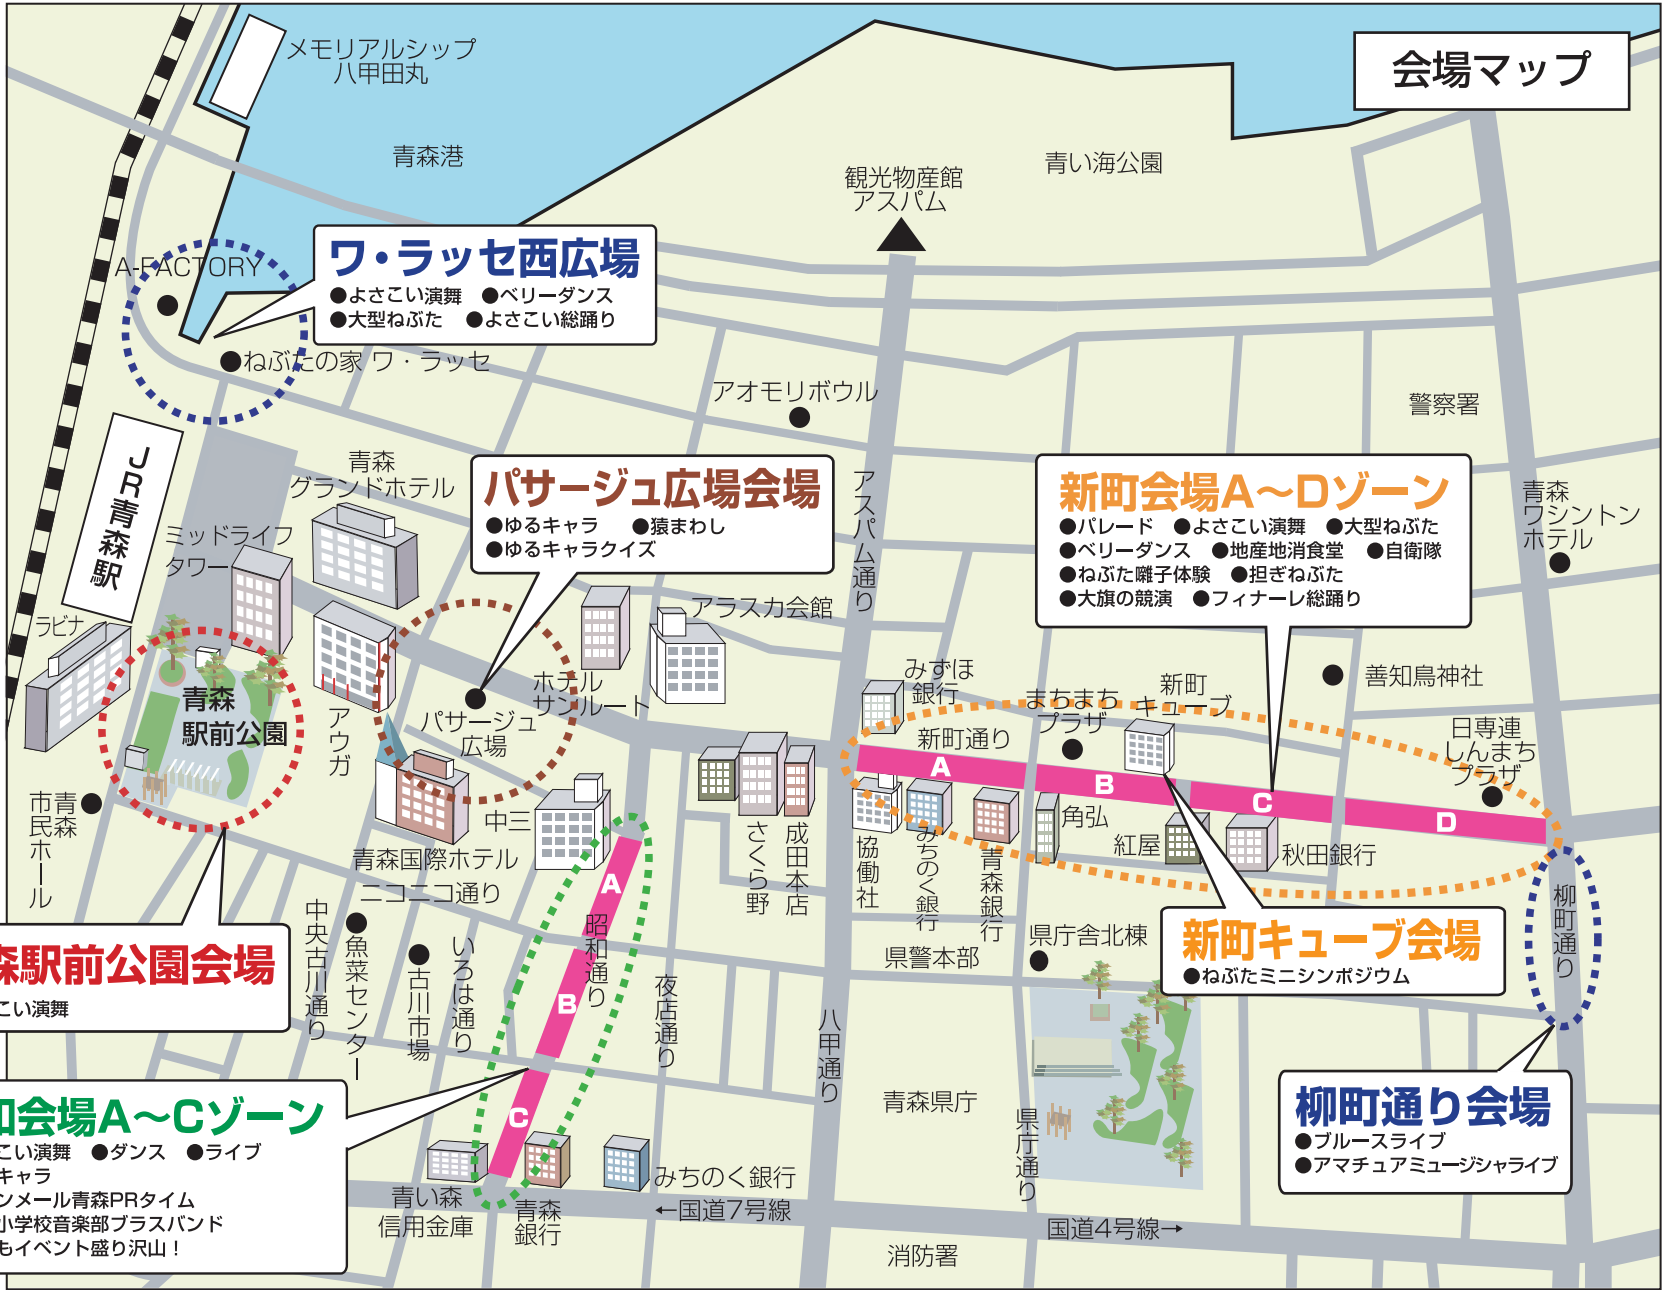 会場マップ
メモリアルシップ
八甲田丸
青森港
観光物産館
アスパム
青い海公園
A-FACTORY
ワ・ラッセ西広場
●よさこい演舞 ●ベリーダンス
●大型ねぶた ●よさこい総踊り
ねぶたの家 ワ・ラッセ
アオモリボウル
警察署
JR青森駅
青森
グランドホテル
ミッドライフ
タワー
パサージュ広場会場
●ゆるキャラ ●猿まわし
●ゆるキャラクイズ
アスパム通り
新町会場A〜Dゾーン
●パレード ●よさこい演舞 ●大型ねぶた
●ベリーダンス ●地産地消食堂 ●自衛隊
●ねぶた囃子体験 ●担ぎねぶた
●大旗の競演 ●フィナーレ総踊り
青森
ワシントン
ホテル
ラビナ
アラスカ会館
青森
駅前公園
アウガ
パサージュ
広場
ホテル
サンルート
みずほ
銀行
まちまち
プラザ
新町
キューブ
善知鳥神社
日専連
しんまち
プラザ
新町通り
A
B
C
D
青森
市民ホール
中三
青森国際ホテル
ニコニコ通り
さくら野
成田本店
協働社
みちのく銀行
青森銀行
角弘
紅屋
秋田銀行
柳町通り
A
昭和通り
B
C
中央古川通り
魚菜センター
古川市場
いろは通り
夜店通り
八甲通り
県警本部
県庁舎北棟
新町キューブ会場
●ねぶたミニシンポジウム
森駅前公園会場
こい演舞
和会場A〜Cゾーン
こい演舞 ●ダンス ●ライブ
キャラ
ンメール青森PRタイム
小学校音楽部ブラスバンド
もイベント盛り沢山！
青森県庁
県庁通り
柳町通り会場
●ブルースライブ
●アマチュアミュージシャライブ
青い森
信用金庫
青森
銀行
みちのく銀行
←国道7号線
国道4号線→
消防署